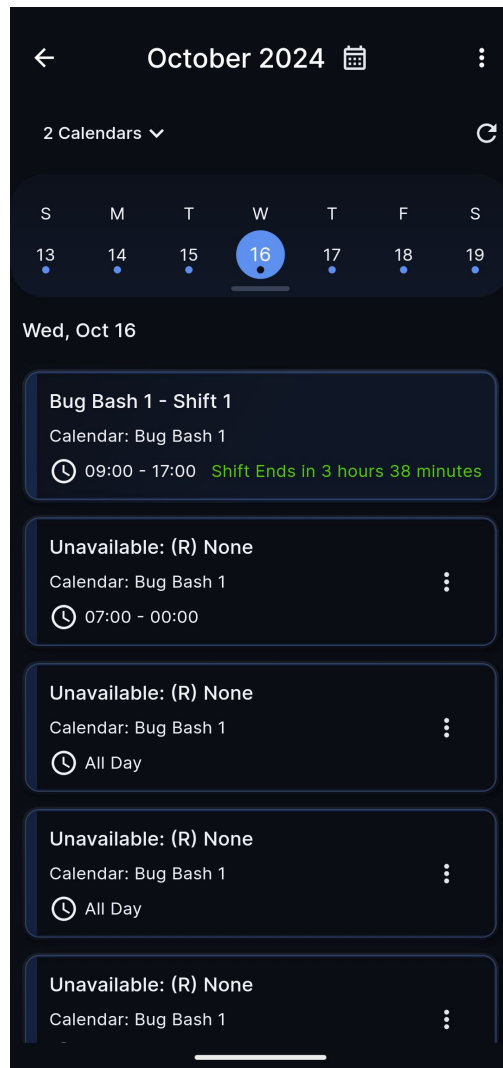 October 2024
2 Calendars
S M T W T F S
13 14 15 16 17 18 19
Wed, Oct 16
Bug Bash 1 - Shift 1
Calendar: Bug Bash 1
09:00 - 17:00 Shift Ends in 3 hours 38 minutes
Unavailable: (R) None
Calendar: Bug Bash 1
07:00 - 00:00
Unavailable: (R) None
Calendar: Bug Bash 1
All Day
Unavailable: (R) None
Calendar: Bug Bash 1
All Day
Unavailable: (R) None
Calendar: Bug Bash 1